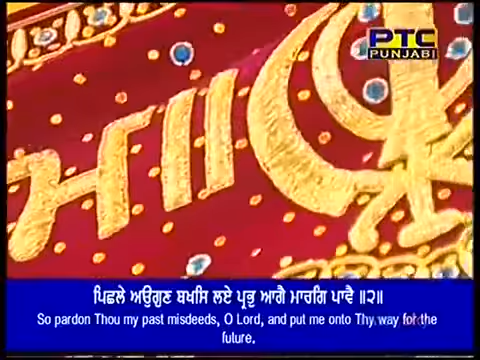 PTC
PUNJABI
ਪਿਛਲੇ ਅਉਗੁਣ ਬਖਸਿ ਲਏ ਪ੍ਰਭੁ ਆਗੈ ਮਾਰਗਿ ਪਾਵੈ ॥੨॥
So pardon Thou my past misdeeds, O Lord, and put me onto Thy way for the
future.